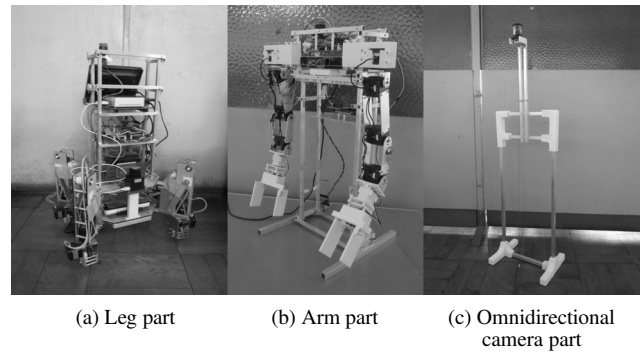 (a) Leg part
(b) Arm part
(c) Omnidirectional
camera part